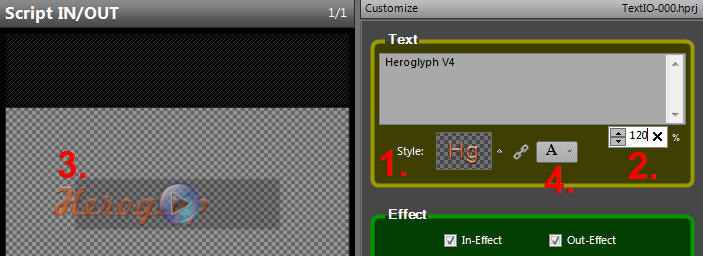 Script IN/OUT 1/1
Customize TextIO-000.hprj
Text
Heroglyph V4
120 %
Style: Hg A
1. 2.
3. 4.
Effect
In-Effect Out-Effect